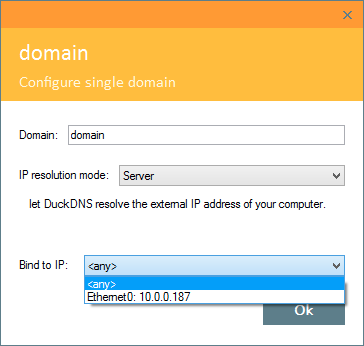 domain
Configure single domain
Domain: domain
IP resolution mode: Server
let DuckDNS resolve the external IP address of your computer.
Bind to IP: <any>
<any>
Ethernet0: 10.0.0.187
Ok